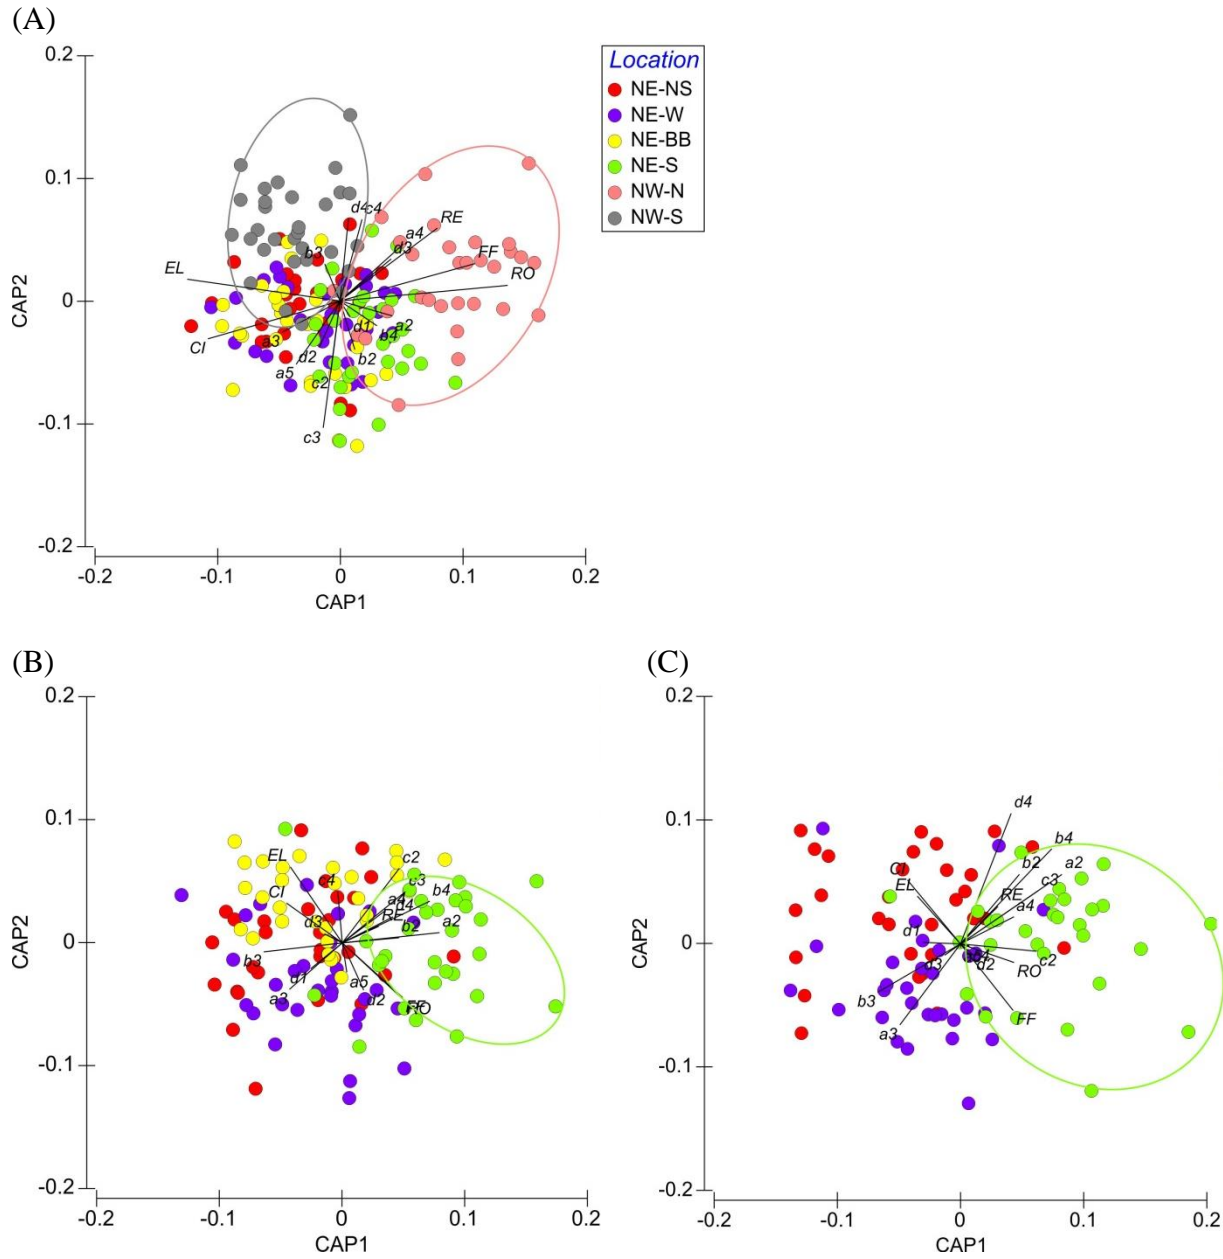 (A)
0.2
0.1
0
-0.1
-0.2
CAP2
-0.2
-0.1
0
0.1
0.2
CAP1
Location
NE-NS
NE-W
NE-BB
NE-S
NW-N
NW-S
d4
c4
RE
a4
d3
FF
RO
b3
EL
CI
a3
d2
a5
c2
c3
d1
a2
b4
b2
(B)
0.2
0.1
0
-0.1
-0.2
CAP2
-0.2
-0.1
0
0.1
0.2
CAP1
EL
c4
c2
c3
CI
a4
b4
d4
RE
d3
b2
a2
b3
d1
a3
a5
d2
RO
(C)
0.2
0.1
0
-0.1
-0.2
CAP2
-0.2
-0.1
0
0.1
0.2
CAP1
d4
b4
b2
a2
CI
c3
EL
RE
a4
d1
c2
d3
d2
RO
b3
a3
FF